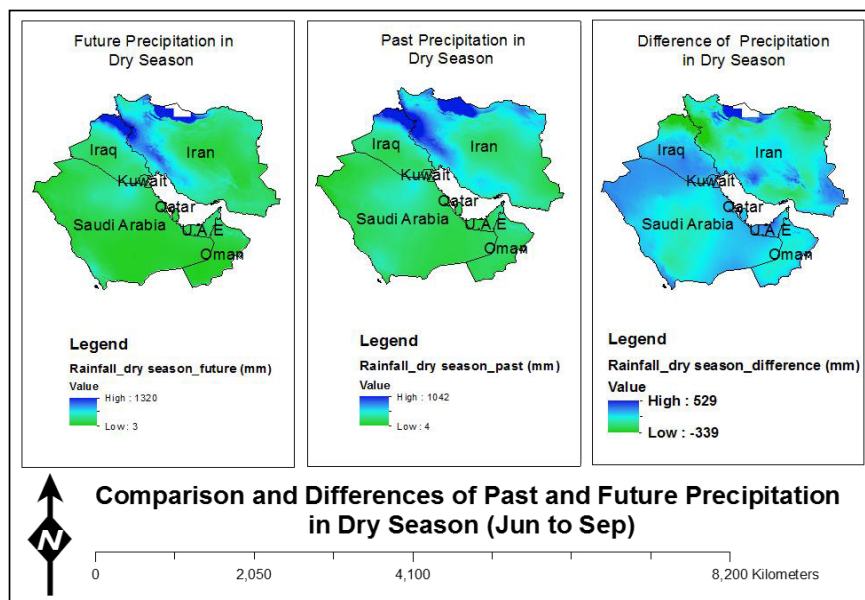 Future Precipitation in
Dry Season
Iraq
Iran
Kuwait
Qatar
Saudi Arabia
U.A.E
Oman
Legend
Rainfall_dry season_future (mm)
Value
High : 1320
Low : 3
Past Precipitation in
Dry Season
Iraq
Iran
Kuwait
Qatar
Saudi Arabia
U.A.E
Oman
Legend
Rainfall_dry season_past (mm)
Value
High : 1042
Low : 4
Difference of Precipitation
in Dry Season
Iraq
Iran
Kuwait
Qatar
Saudi Arabia
U.A.E
Oman
Legend
Rainfall_dry season_difference (mm)
Value
High : 529
Low : -339
N
Comparison and Differences of Past and Future Precipitation
in Dry Season (Jun to Sep)
0 2,050 4,100 8,200 Kilometers